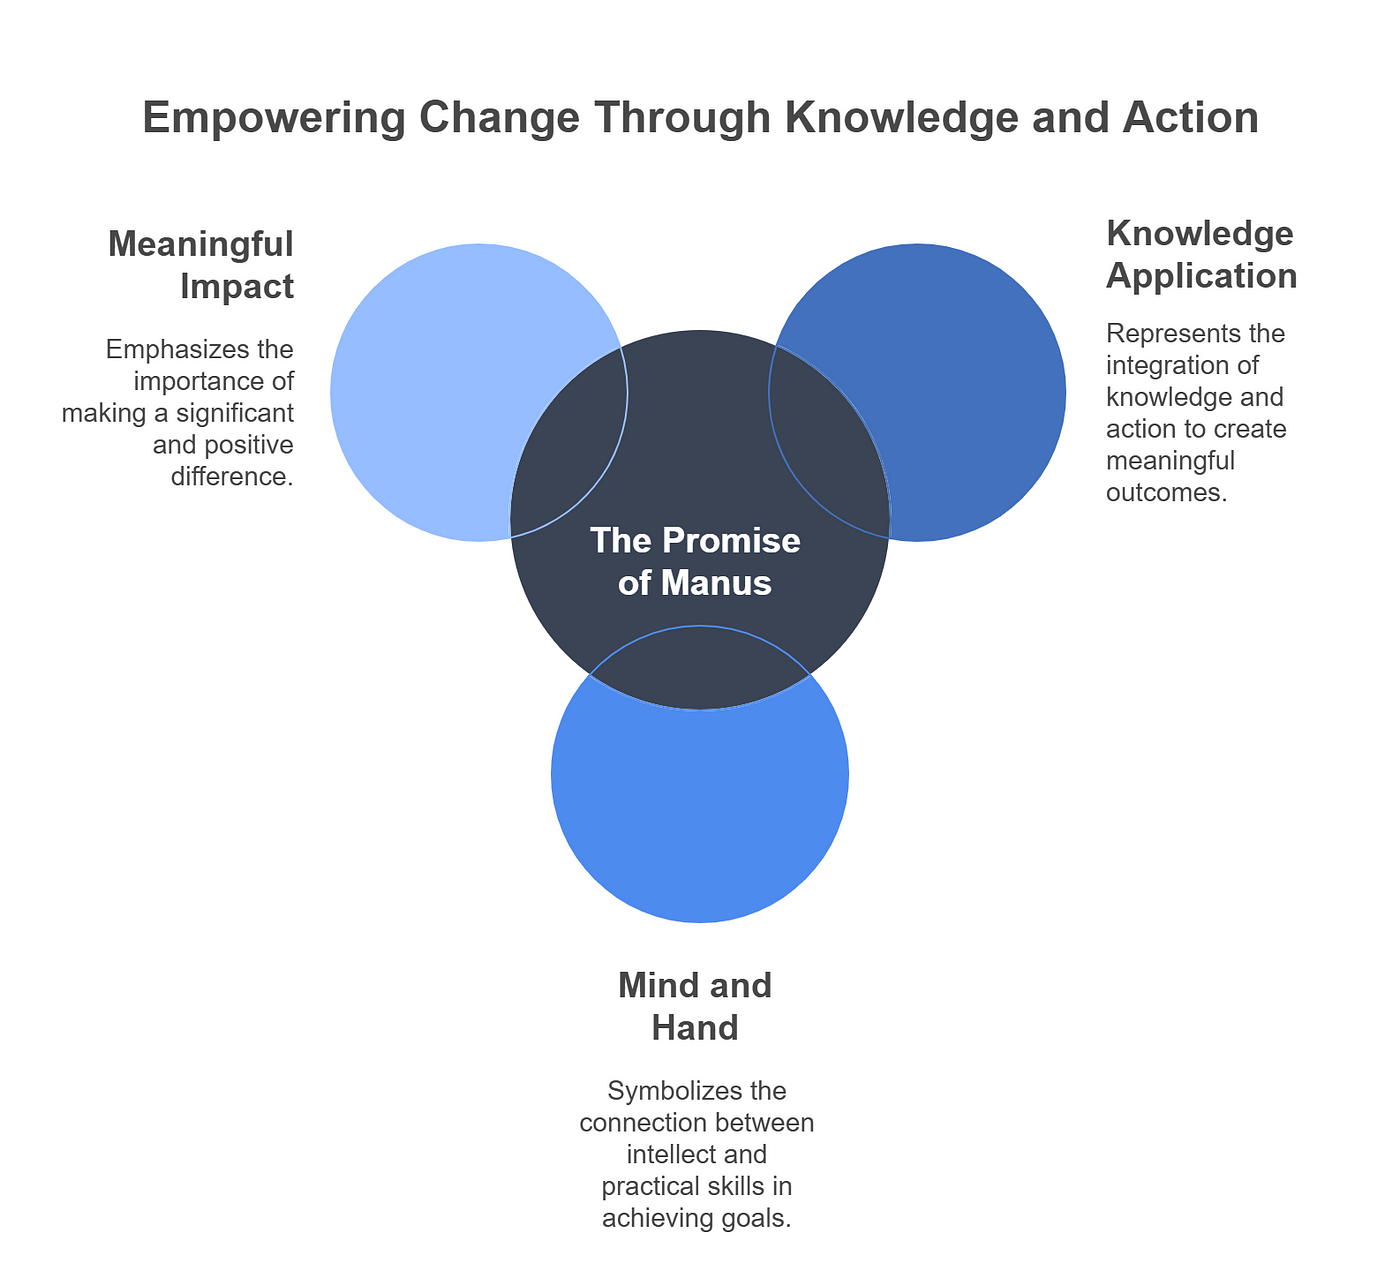 Empowering Change Through Knowledge and Action
Meaningful
Impact
Emphasizes the
importance of
making a significant
and positive
difference.
Knowledge
Application
Represents the
integration of
knowledge and
action to create
meaningful
outcomes.
The Promise
of Manus
Mind and
Hand
Symbolizes the
connection between
intellect and
practical skills in
achieving goals.